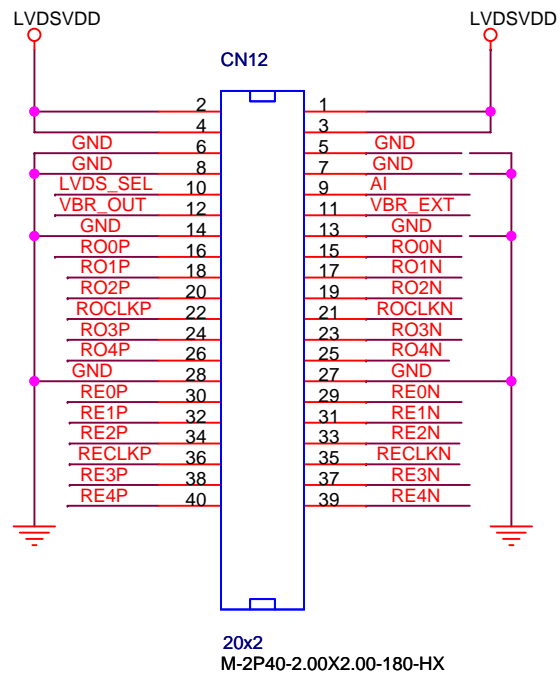 LVDSVDD LVDSVDD
CN12
2 1
4 3
GND 6 5 GND
GND 8 7 GND
LVDS_SEL 10 9 AI
VBR_OUT 12 11 VBR_EXT
GND 14 13 GND
RO0P 16 15 RO0N
RO1P 18 17 RO1N
RO2P 20 19 RO2N
ROCLKP 22 21 ROCLKN
RO3P 24 23 RO3N
RO4P 26 25 RO4N
GND 28 27 GND
RE0P 30 29 RE0N
RE1P 32 31 RE1N
RE2P 34 33 RE2N
RECLKP 36 35 RECLKN
RE3P 38 37 RE3N
RE4P 40 39 RE4N
20x2
M-2P40-2.00X2.00-180-HX